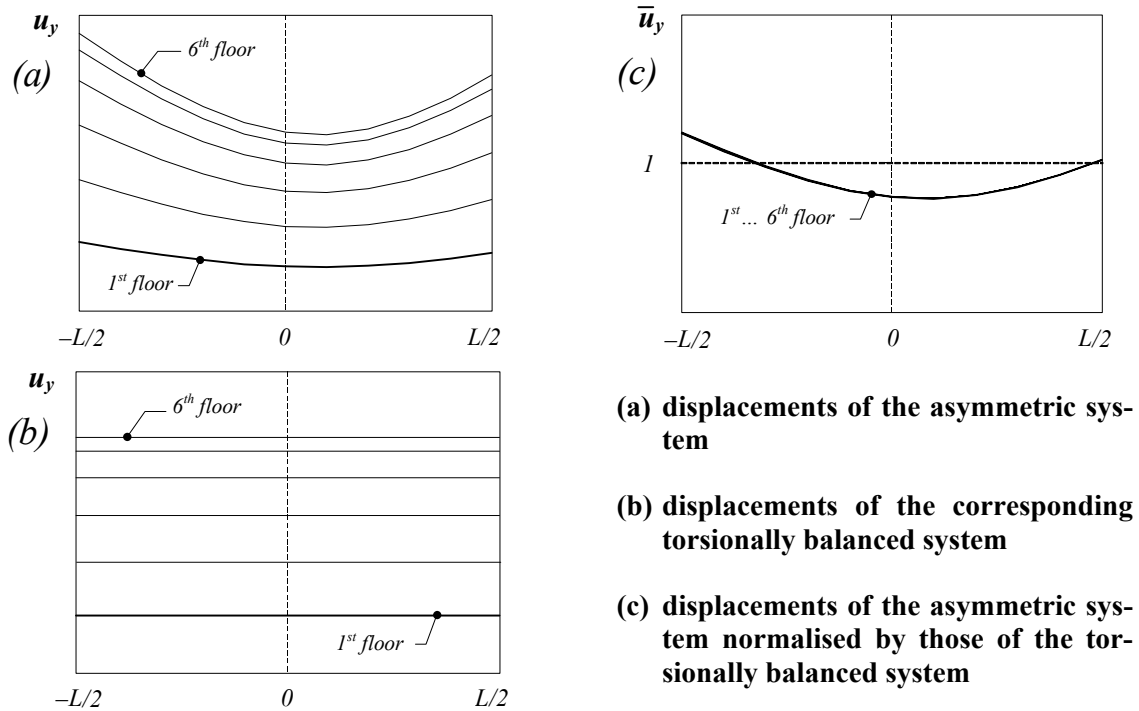 u_y
6th floor
(a)
1st floor
–L/2 0 L/2
ū_y
(c)
1
1st... 6th floor
–L/2 0 L/2
u_y
6th floor
(b)
1st floor
–L/2 0 L/2
(a) displacements of the asymmetric sys-
tem
(b) displacements of the corresponding
torsionally balanced system
(c) displacements of the asymmetric sys-
tem normalised by those of the tor-
sionally balanced system